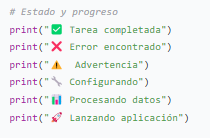 # Estado y progreso
print("✅ Tarea completada")
print("❌ Error encontrado")
print("⚠️  Advertencia")
print("🔧 Configurando")
print("📊 Procesando datos")
print("🚀 Lanzando aplicación")